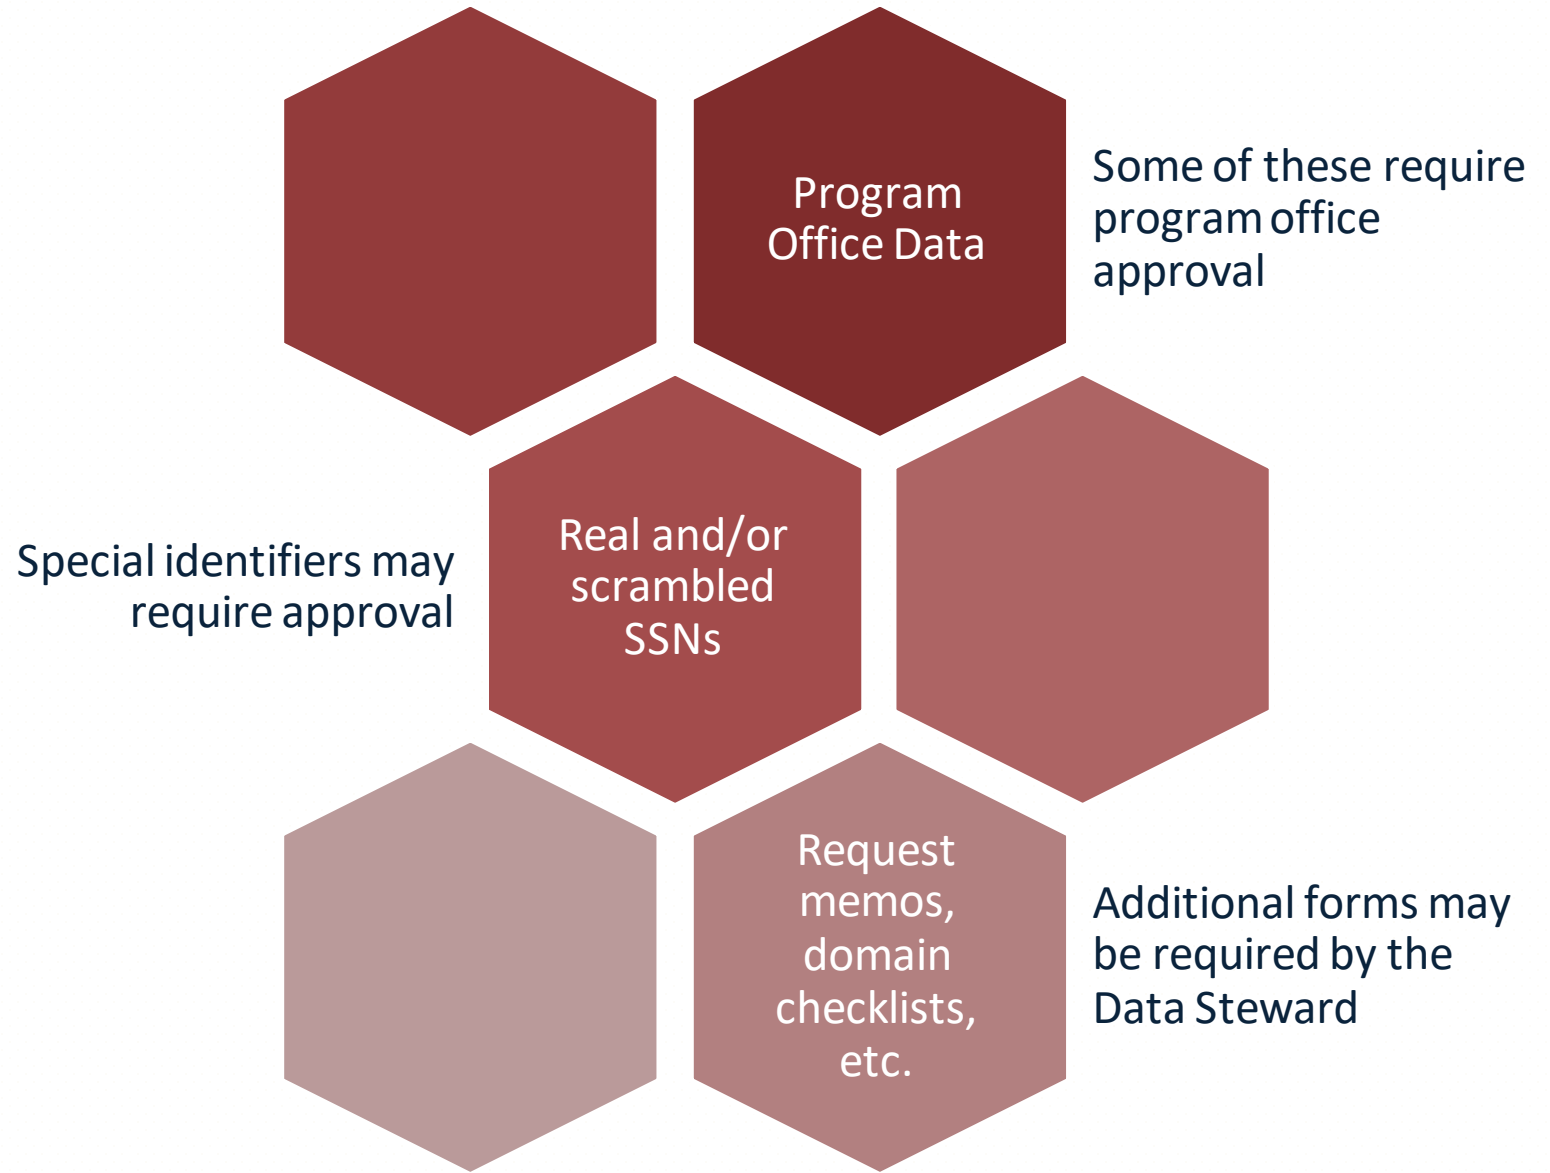 Program
Office Data
Some of these require
program office
approval
Special identifiers may
require approval
Real and/or
scrambled
SSNs
Request
memos,
domain
checklists,
etc.
Additional forms may
be required by the
Data Steward